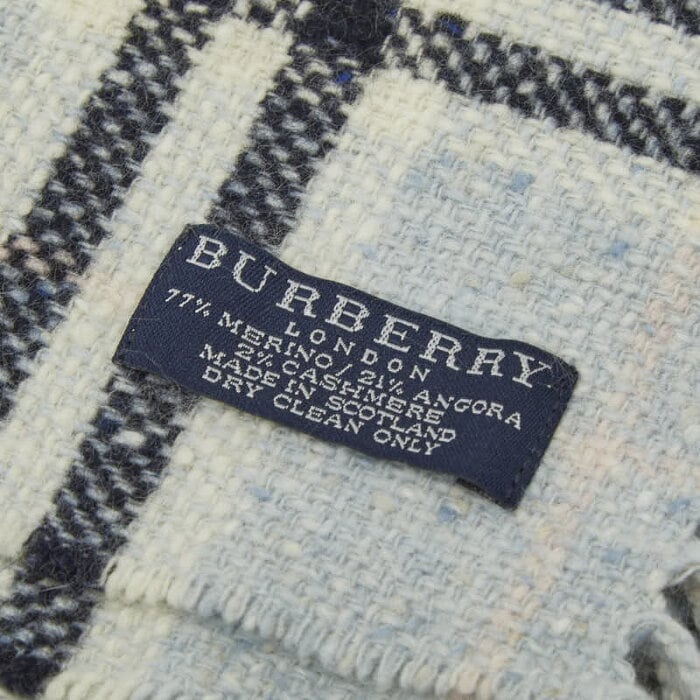 BURBERRY
LONDON
77% MERINO/21% ANGORA
2% CASHMERE
MADE IN SCOTLAND
DRY CLEAN ONLY